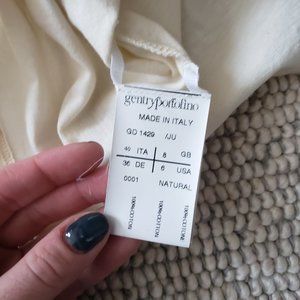 gentryportofino
MADE IN ITALY
GD 1429 /JU
40 ITA 8 GB
36 DE 6 USA
0001 NATURAL
100%COTTON
100%COTTON
100%COTONE